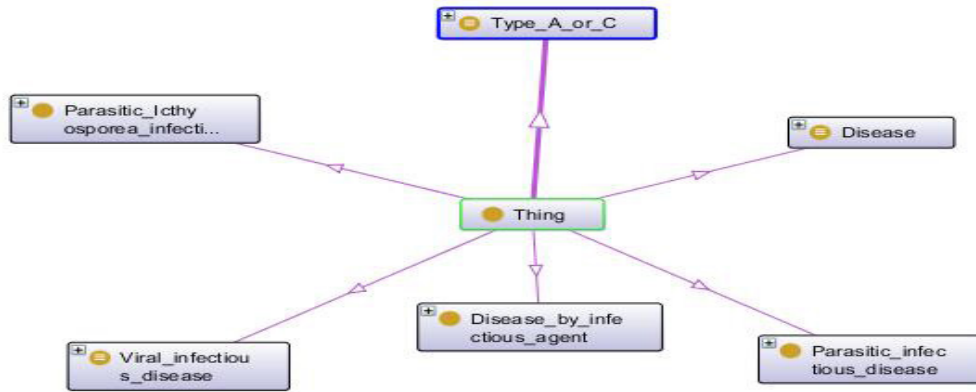 Type_A_or_C
Parasitic_Icthy
osporea_infecti...
Disease
Thing
Disease_by_infe
ctious_agent
Viral_infectiou
s_disease
Parasitic_infec
tious_disease